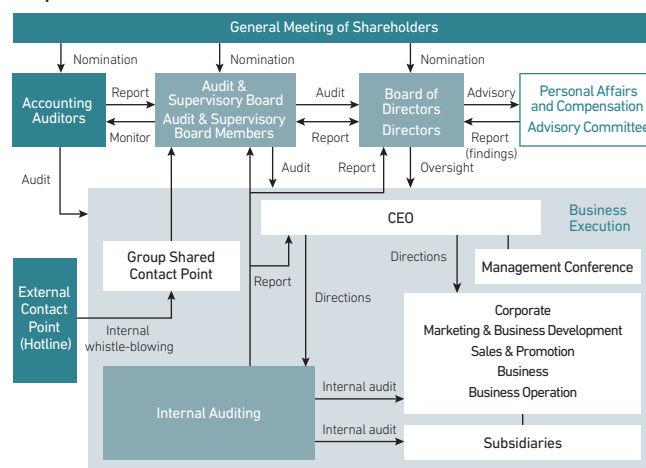 General Meeting of Shareholders
Nomination
Nomination
Nomination
Accounting
Auditors
Report
Monitor
Audit &
Supervisory Board
Audit & Supervisory
Board Members
Audit
Report
Board of
Directors
Directors
Advisory
Report
(findings)
Personal Affairs
and Compensation
Advisory Committee
Audit
Audit
Report
Oversight
Business
Execution
CEO
Group Shared
Contact Point
Report
Directions
Directions
Management Conference
External
Contact
Point
(Hotline)
Internal
whistle-blowing
Corporate
Marketing & Business Development
Sales & Promotion
Business
Business Operation
Internal Auditing
Internal audit
Internal audit
Subsidiaries